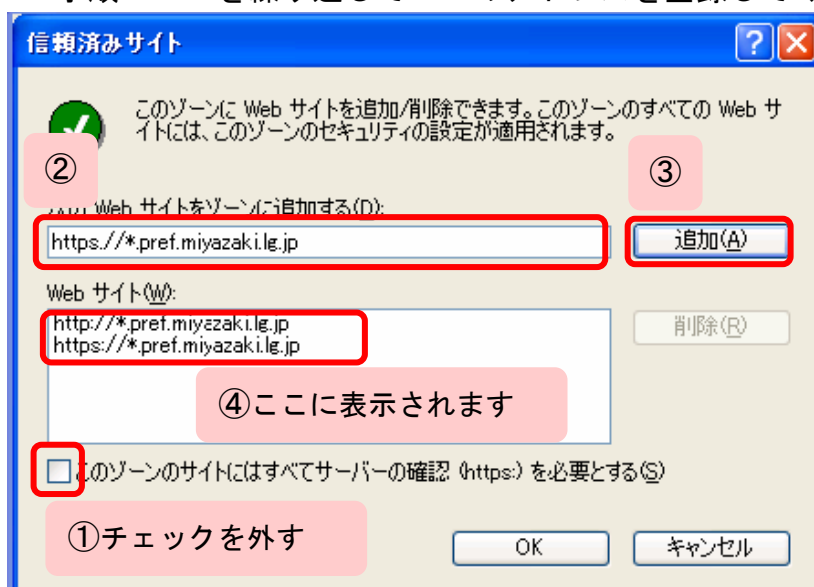 信頼済みサイト
このゾーンに Web サイトを追加/削除できます。このゾーンのすべての Web サ
イトには、このゾーンのセキュリティの設定が適用されます。
②
③
Web サイトをゾーンに追加する(D):
https://*.pref.miyazaki.lg.jp
追加(A)
Web サイト(W):
http://*.pref.miyazaki.lg.jp
https://*.pref.miyazaki.lg.jp
削除(R)
④ここに表示されます
このゾーンのサイトにはすべてサーバーの確認 (https:) を必要とする(S)
①チェックを外す
OK
キャンセル